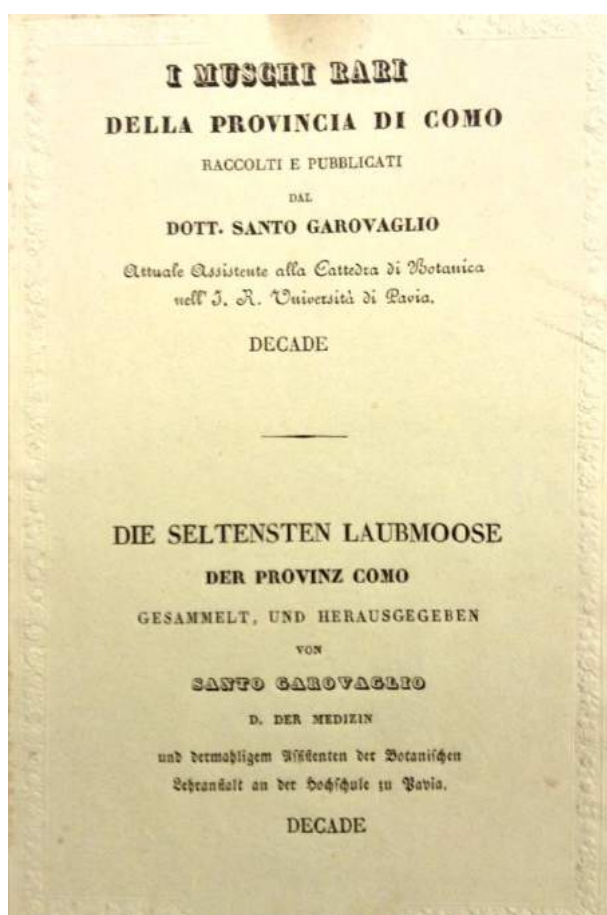 I MUSCHI RARI
DELLA PROVINCIA DI COMO
RACCOLTI E PUBBLICATI
DAL
DOTT. SANTO GAROVAGLIO
Attuale Assistente alla Cattedra di Botanica
nell' I. R. Università di Pavia.
DECADE
DIE SELTENSTEN LAUBMOOSE
DER PROVINZ COMO
GESAMMELT, UND HERAUSGEGEBEN
VON
SANTO GAROVAGLIO
D. DER MEDIZIN
und dermahligem Aſſiſtenten der Botaniſchen
Lehranſtalt an der Hochſchule zu Pavia.
DECADE